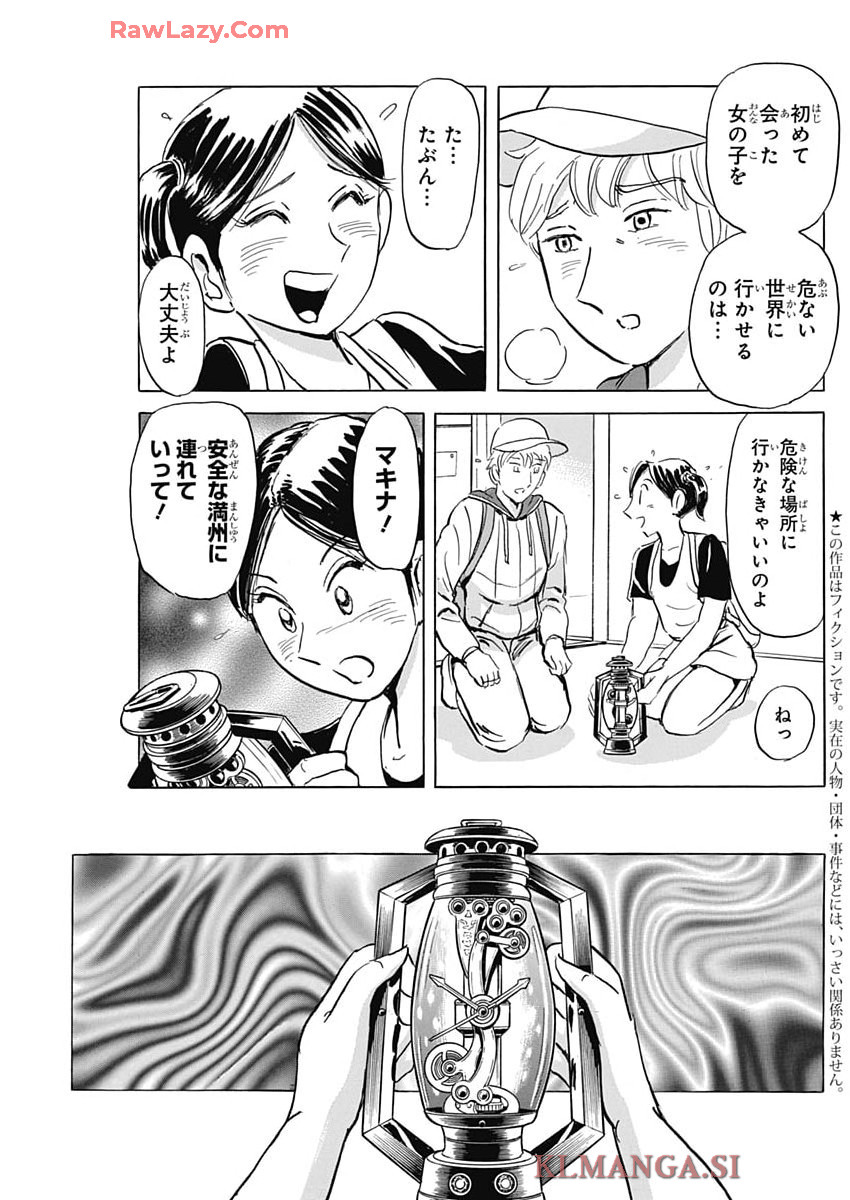 RawLazy.Com
初めて
会った
女の子を
危ない
世界に
行かせる
のは…
た…
たぶん…
大丈夫よ
危険な場所に
行かなきゃいいのよ
ねっ
マキナ！
安全な満州に
連れて
いって！
★この作品はフィクションです。実在の人物・団体・事件などには、いっさい関係ありません。
KLMANGA.SI